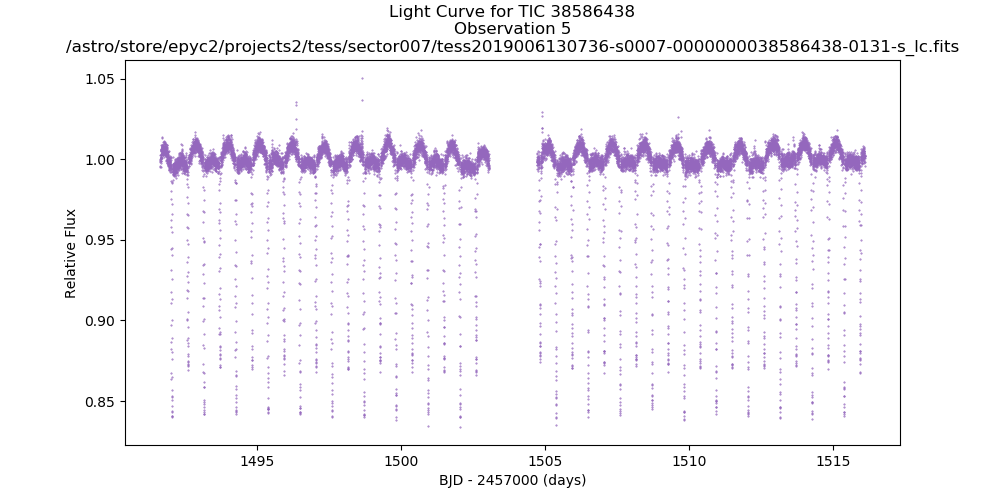 Light Curve for TIC 38586438
Observation 5
/astro/store/epyc2/projects2/tess/sector007/tess2019006130736-s0007-0000000038586438-0131-s_lc.fits
1.05
1.00
0.95
0.90
0.85
Relative Flux
1495
1500
1505
1510
1515
BJD - 2457000 (days)